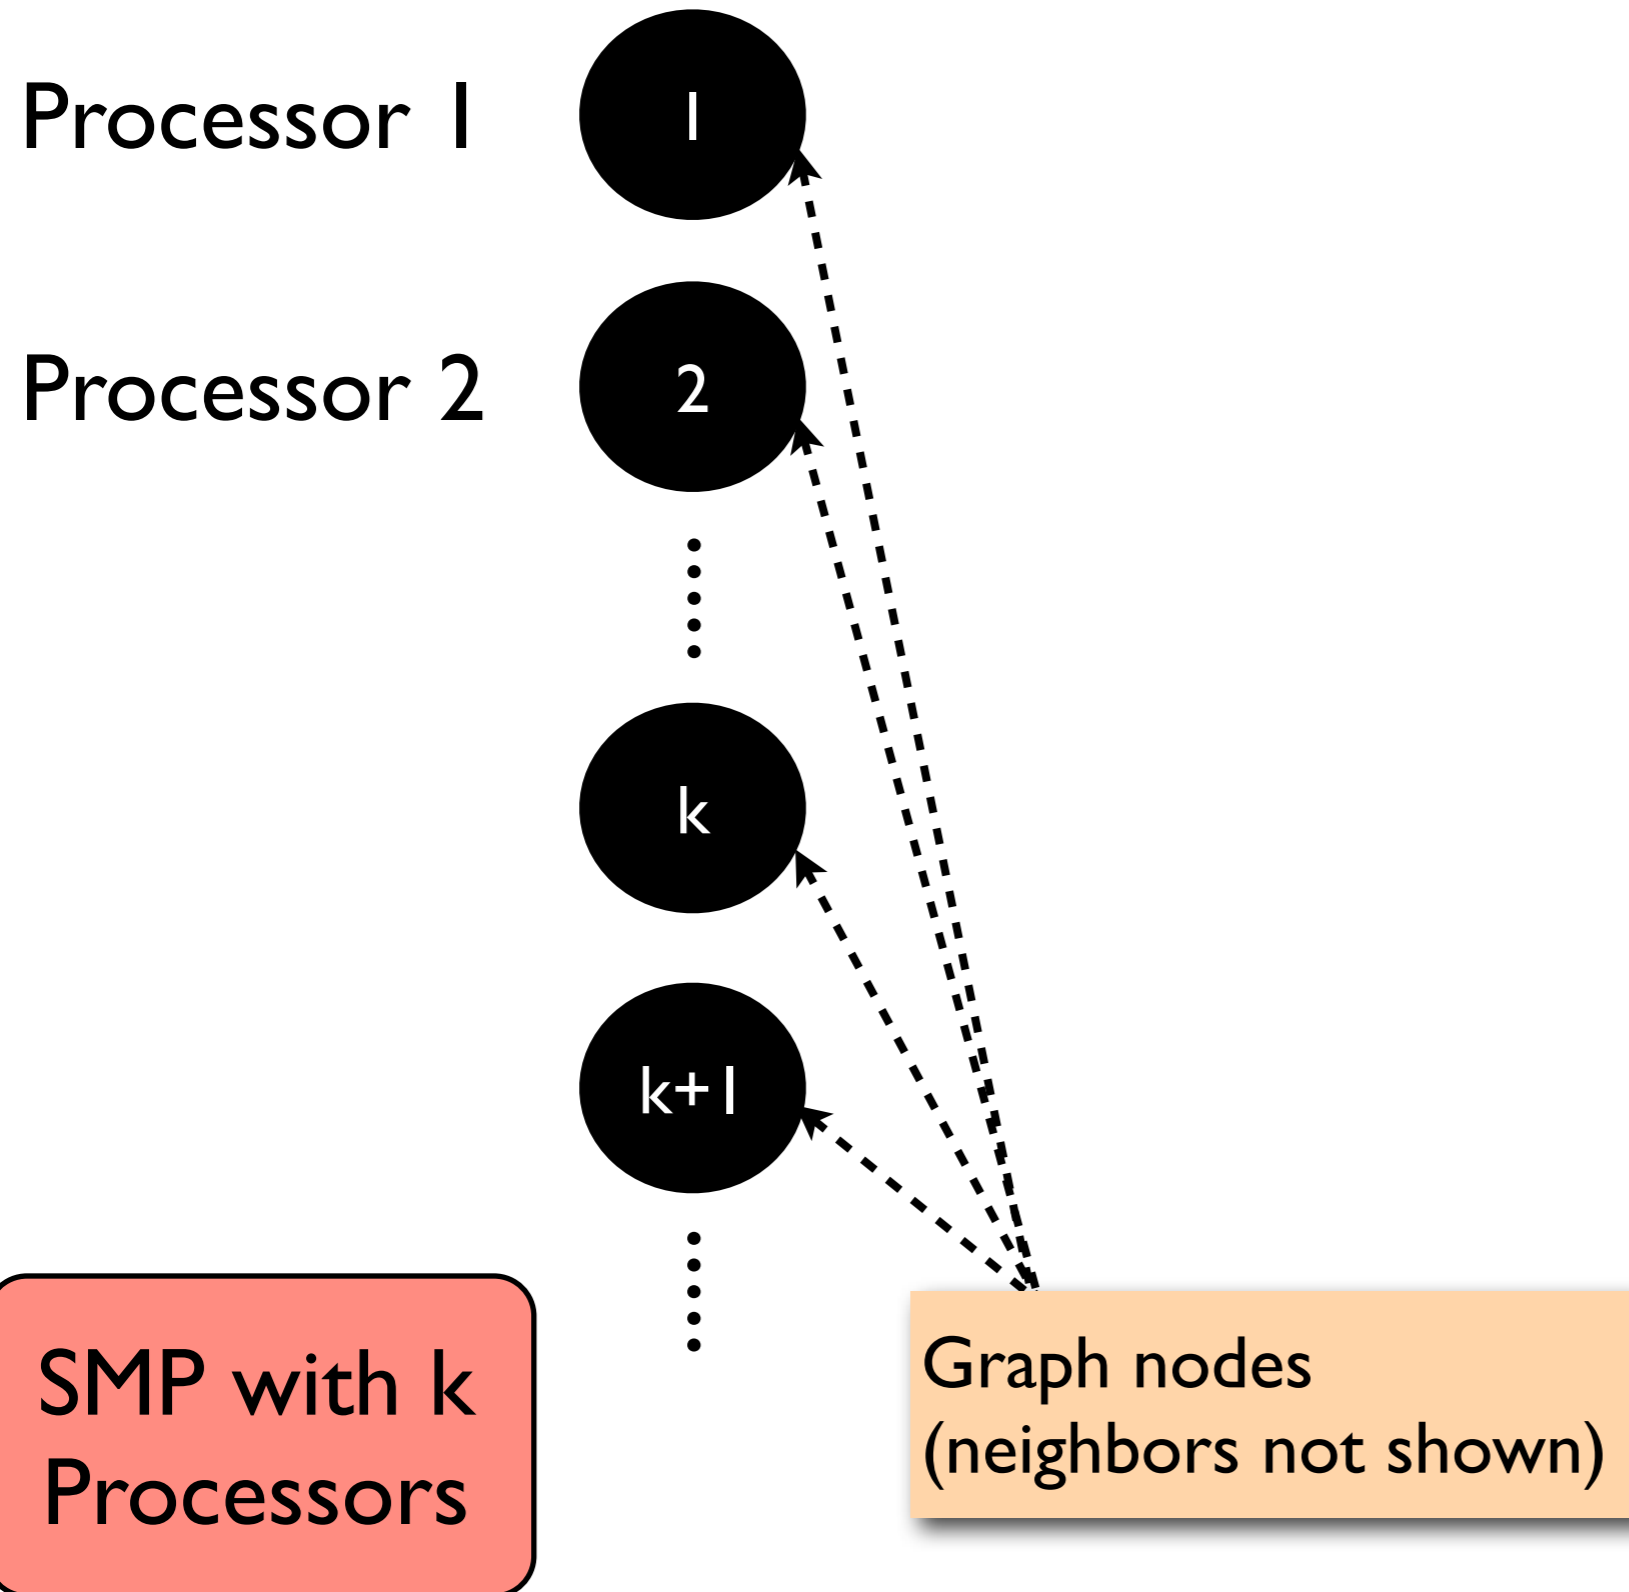 Processor 1
1
Processor 2
2
k
k+1
SMP with k
Processors
Graph nodes
(neighbors not shown)